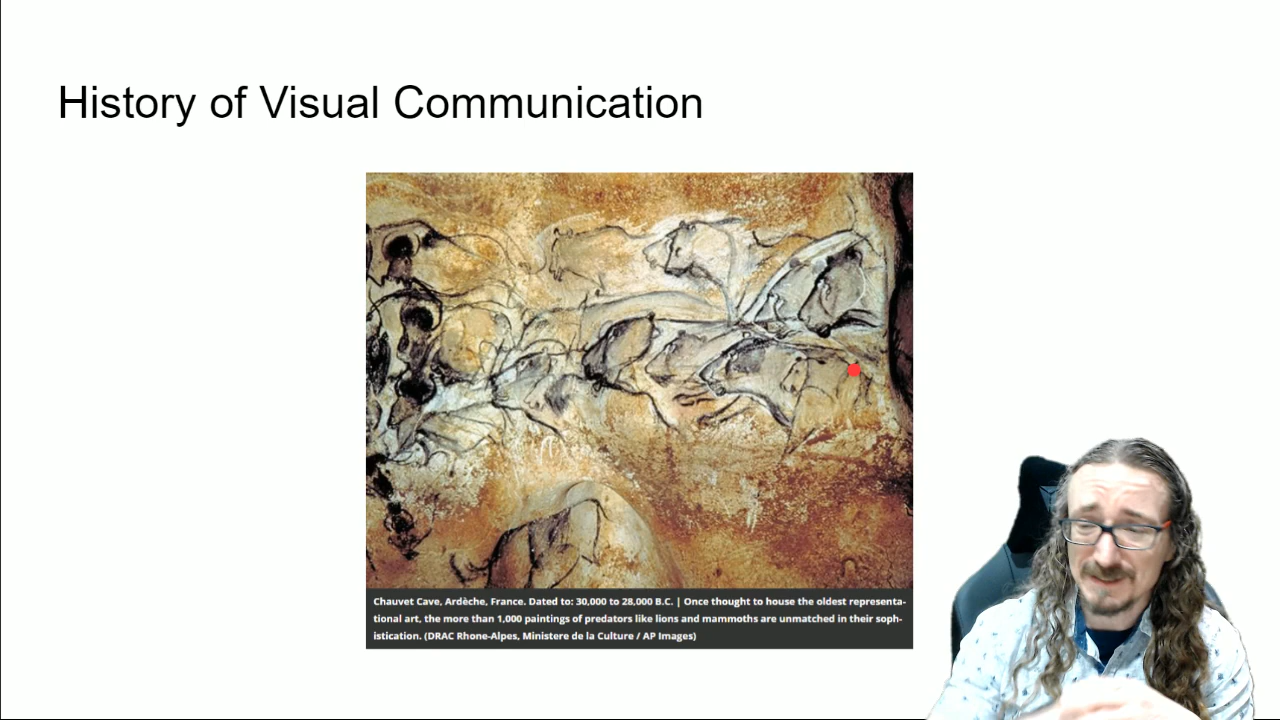 History of Visual Communication
Chauvet Cave, Ardèche, France. Dated to: 30,000 to 28,000 B.C. | Once thought to house the oldest representa-
tional art, the more than 1,000 paintings of predators like lions and mammoths are unmatched in their soph-
istication. (DRAC Rhone-Alpes, Ministere de la Culture / AP Images)